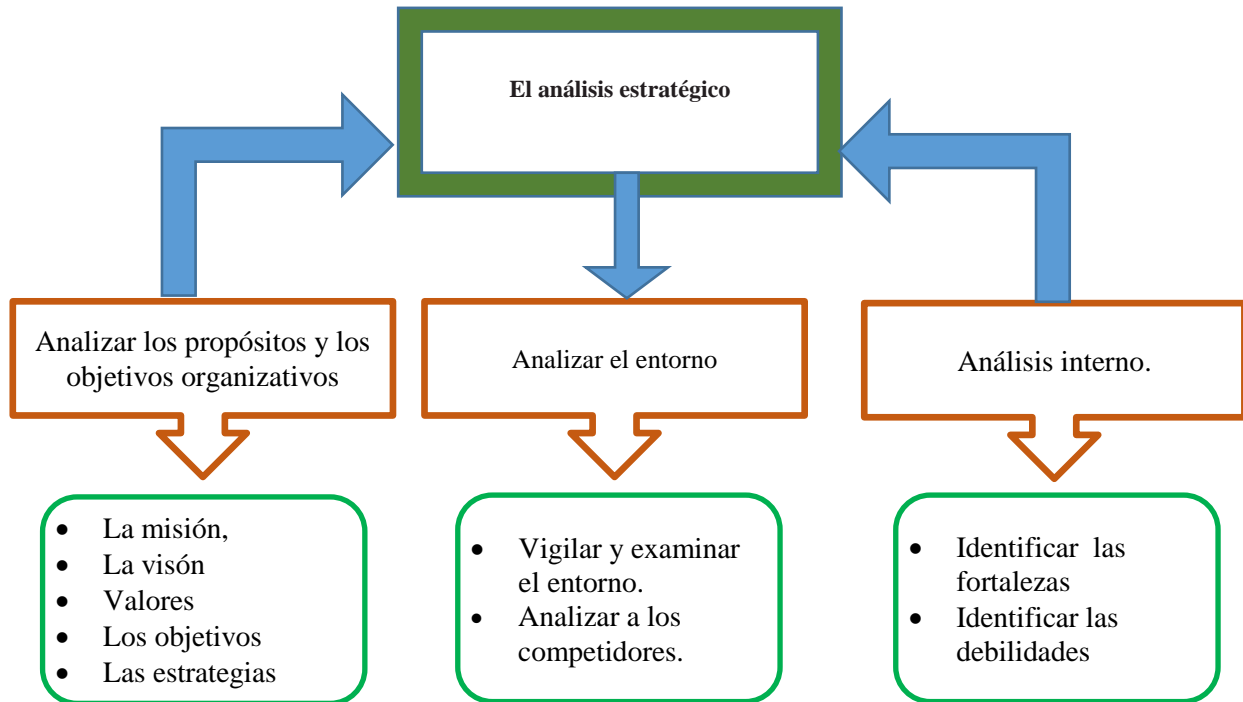 El análisis estratégico
Analizar los propósitos y los
objetivos organizativos
Analizar el entorno
Análisis interno.
• La misión,
• La visón
• Valores
• Los objetivos
• Las estrategias
• Vigilar y examinar
el entorno.
• Analizar a los
competidores.
• Identificar las
fortalezas
• Identificar las
debilidades